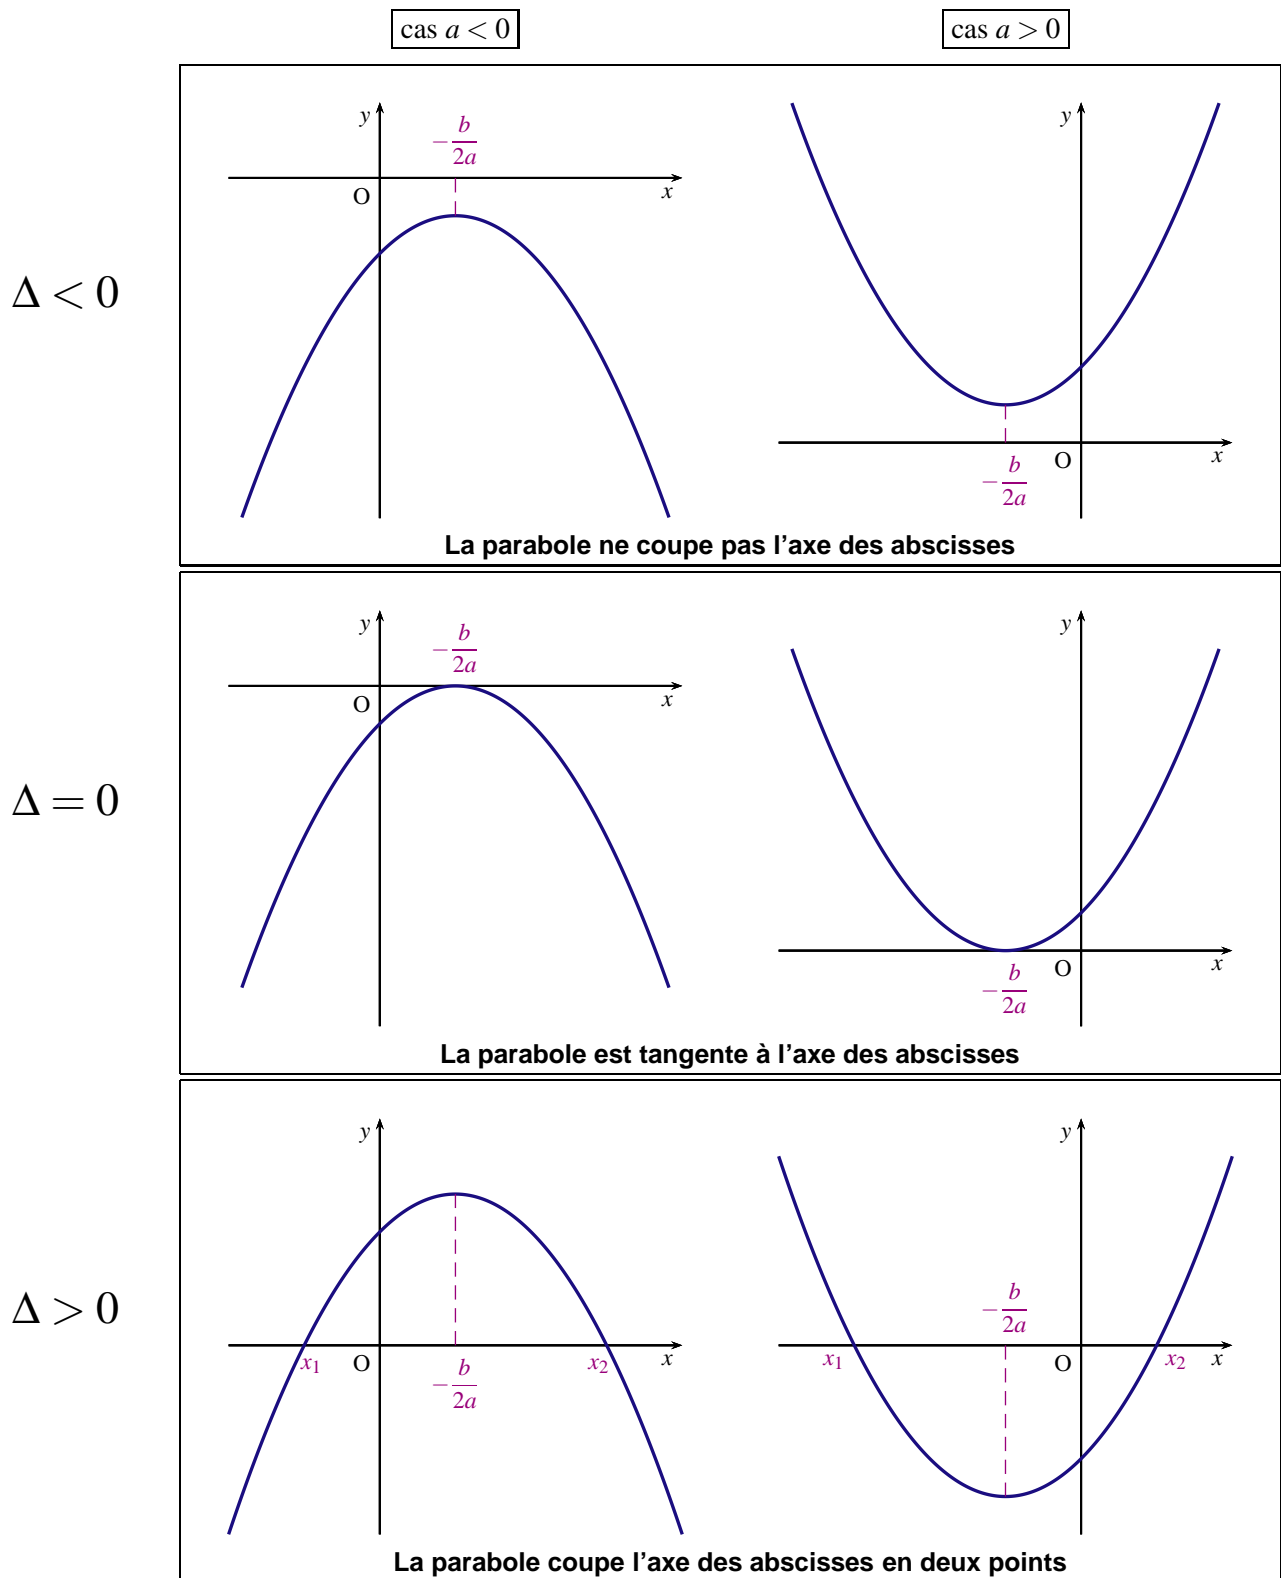 cas a < 0 cas a > 0
y y
−b/2a
O x
Δ < 0
O x
−b/2a
La parabole ne coupe pas l'axe des abscisses
y y
−b/2a
O x
Δ = 0
O x
−b/2a
La parabole est tangente à l'axe des abscisses
y y
Δ > 0
−b/2a
x₁ O x₂ x x₁ O x₂ x
−b/2a
La parabole coupe l'axe des abscisses en deux points